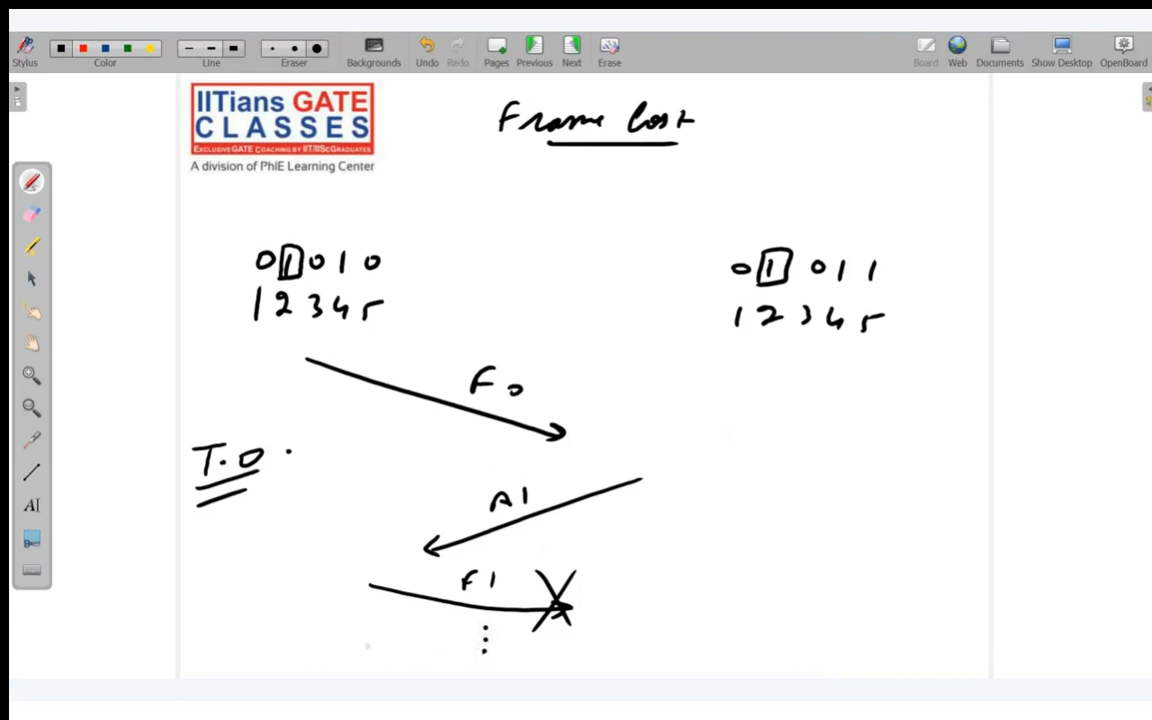 Stylus Color Line Eraser Backgrounds Undo Redo Pages Previous Next Erase Board Web Documents Show Desktop OpenBoard
IITians GATE
CLASSES
EXCLUSIVE GATE COACHING BY IIT/IISc GRADUATES
A division of PhIE Learning Center
Frame Lost
0 1 0 1 0
1 2 3 4 5
0 1 0 1 1
1 2 3 4 5
F0
T.O.
A1
F1
AI